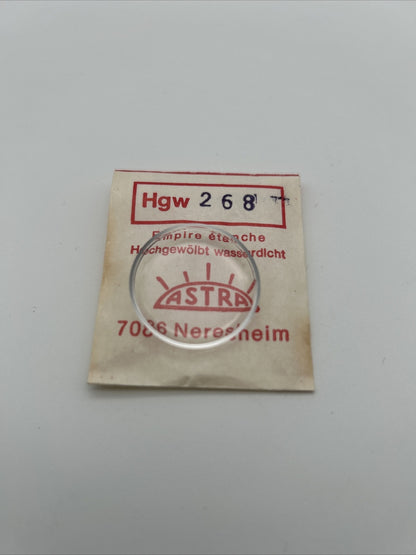 Hgw 268
Empire étanche
Hochgewölbt wasserdicht
ASTRA
7086 Neresheim